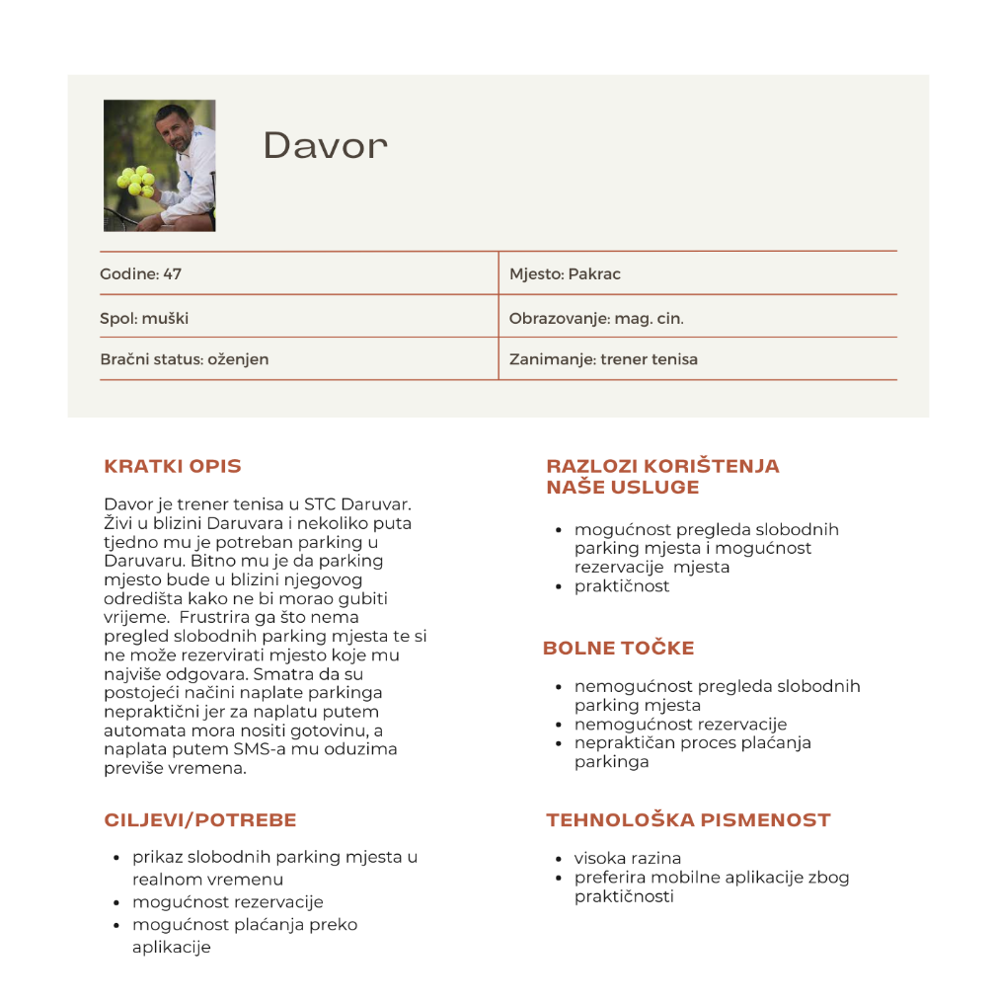 Davor
Godine: 47
Mjesto: Pakrac
Spol: muški
Obrazovanje: mag. cin.
Bračni status: oženjen
Zanimanje: trener tenisa
KRATKI OPIS
Davor je trener tenisa u STC Daruvar.
Živi u blizini Daruvara i nekoliko puta
tjedno mu je potreban parking u
Daruvaru. Bitno mu je da parking
mjesto bude u blizini njegovog
odredišta kako ne bi morao gubiti
vrijeme.  Frustrira ga što nema
pregled slobodnih parking mjesta te si
ne može rezervirati mjesto koje mu
najviše odgovara. Smatra da su
postojeći načini naplate parkinga
nepraktični jer za naplatu putem
automata mora nositi gotovinu, a
naplata putem SMS-a mu oduzima
previše vremena.
CILJEVI/POTREBE
• prikaz slobodnih parking mjesta u
realnom vremenu
• mogućnost rezervacije
• mogućnost plaćanja preko
aplikacije
RAZLOZI KORIŠTENJA
NAŠE USLUGE
• mogućnost pregleda slobodnih
parking mjesta i mogućnost
rezervacije  mjesta
• praktičnost
BOLNE TOČKE
• nemogućnost pregleda slobodnih
parking mjesta
• nemogućnost rezervacije
• nepraktičan proces plaćanja
parkinga
TEHNOLOŠKA PISMENOST
• visoka razina
• preferira mobilne aplikacije zbog
praktičnosti